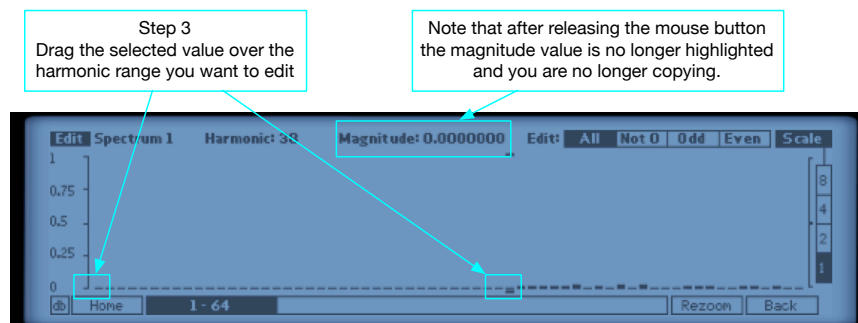 Step 3
Drag the selected value over the
harmonic range you want to edit
Note that after releasing the mouse button
the magnitude value is no longer highlighted
and you are no longer copying.
Edit Spectrum 1 Harmonic: 38 Magnitude: 0.0000000 Edit: All Not 0 Odd Even Scale
1
0.75
0.5
0.25
0
8
4
2
1
db Home 1 - 64 Rezoom Back